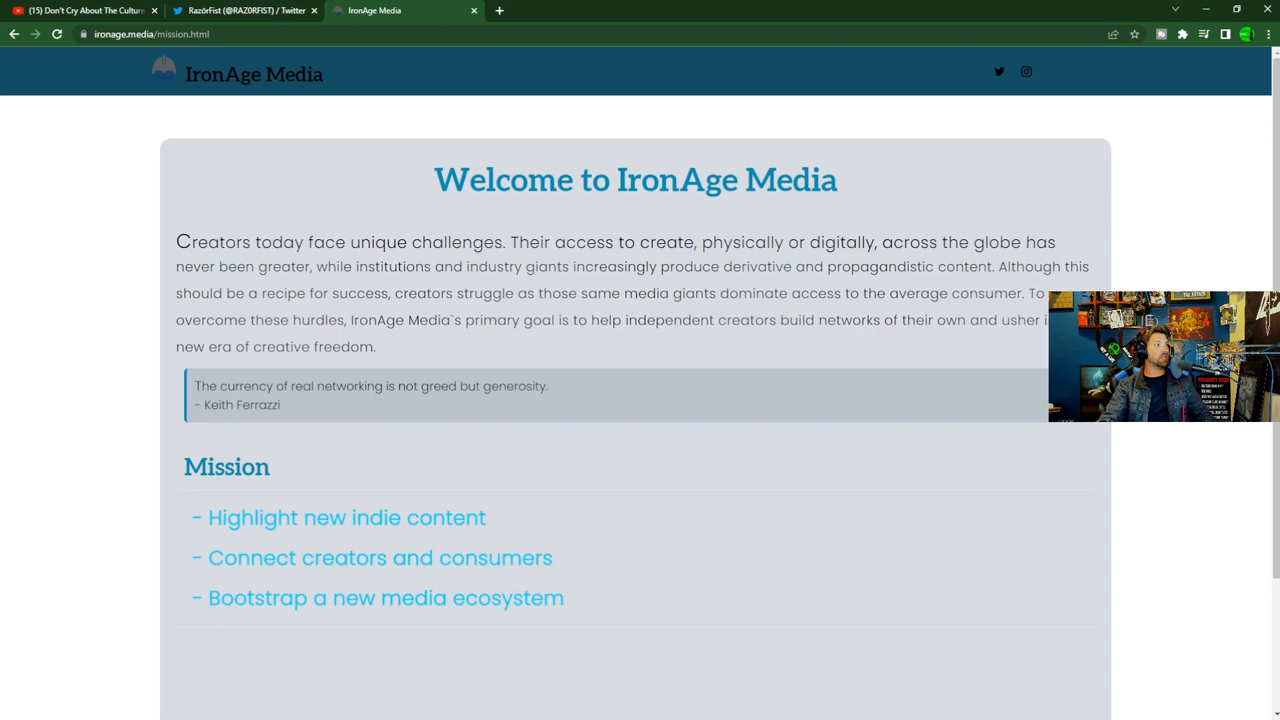 (15) Don't Cry About The Culture
RazörFist (@RAZ0RFIST) / Twitter
IronAge Media
ironage.media/mission.html
IronAge Media
Welcome to IronAge Media
Creators today face unique challenges. Their access to create, physically or digitally, across the globe has
never been greater, while institutions and industry giants increasingly produce derivative and propagandistic content. Although this
should be a recipe for success, creators struggle as those same media giants dominate access to the average consumer. To
overcome these hurdles, IronAge Media`s primary goal is to help independent creators build networks of their own and usher i
new era of creative freedom.
The currency of real networking is not greed but generosity.
- Keith Ferrazzi
Mission
- Highlight new indie content
- Connect creators and consumers
- Bootstrap a new media ecosystem